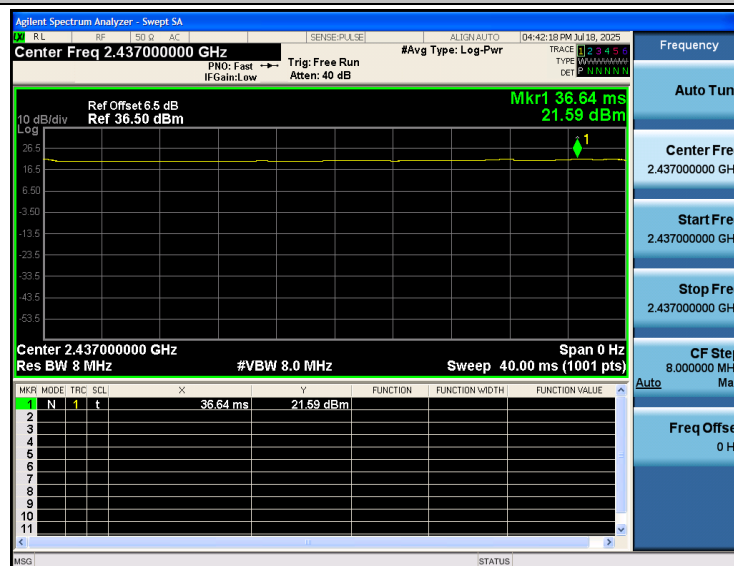 Agilent Spectrum Analyzer - Swept SA
LXI RL RF 50 Ω AC SENSE:PULSE ALIGN AUTO 04:42:18 PM Jul 18, 2025
Center Freq 2.437000000 GHz #Avg Type: Log-Pwr TRACE 1 2 3 4 5 6
PNO: Fast Trig: Free Run TYPE WWWWWW
IFGain:Low Atten: 40 dB DET P N N N N N
Mkr1 36.64 ms
Ref Offset 6.5 dB
10 dB/div Ref 36.50 dBm 21.59 dBm
Log
1
26.5
16.5
6.50
-3.50
-13.5
-23.5
-33.5
-43.5
-53.5
Center 2.437000000 GHz Span 0 Hz
Res BW 8 MHz #VBW 8.0 MHz Sweep 40.00 ms (1001 pts)
MKR MODE TRC SCL X Y FUNCTION FUNCTION WIDTH FUNCTION VALUE
1 N 1 t 36.64 ms 21.59 dBm
2
3
4
5
6
7
8
9
10
11
MSG STATUS
Frequency
Auto Tun
Center Fre
2.437000000 GH
Start Fre
2.437000000 GH
Stop Fre
2.437000000 GH
CF Step
8.000000 MH
Auto Ma
Freq Offse
0 H